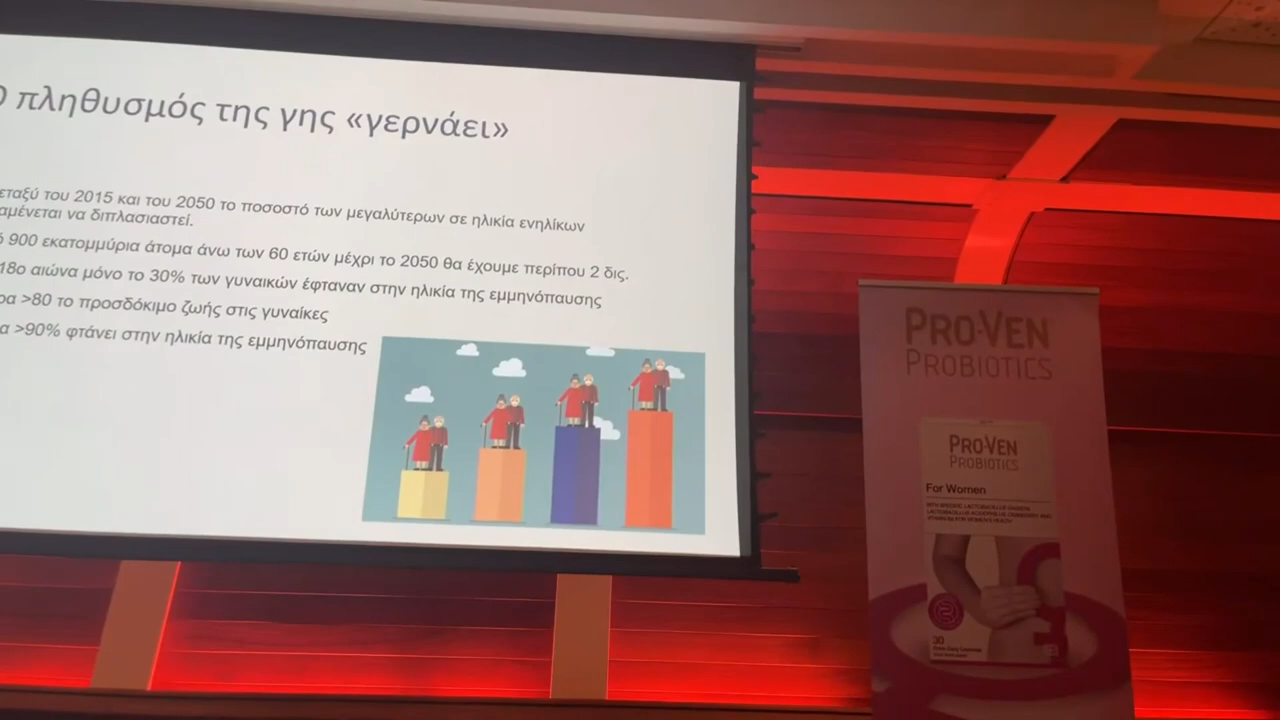 Ο πληθυσμός της γης «γερνάει»
εταξύ του 2015 και του 2050 το ποσοστό των μεγαλύτερων σε ηλικία ενηλίκων
αμένεται να διπλασιαστεί.
900 εκατομμύρια άτομα άνω των 60 ετών μέχρι το 2050 θα έχουμε περίπου 2 δις.
18ο αιώνα μόνο το 30% των γυναικών έφταναν στην ηλικία της εμμηνόπαυσης
ρα >80 το προσδόκιμο ζωής στις γυναίκες
α >90% φτάνει στην ηλικία της εμμηνόπαυσης
PRO-VEN
PROBIOTICS
PRO-VEN
PROBIOTICS
For Women
30